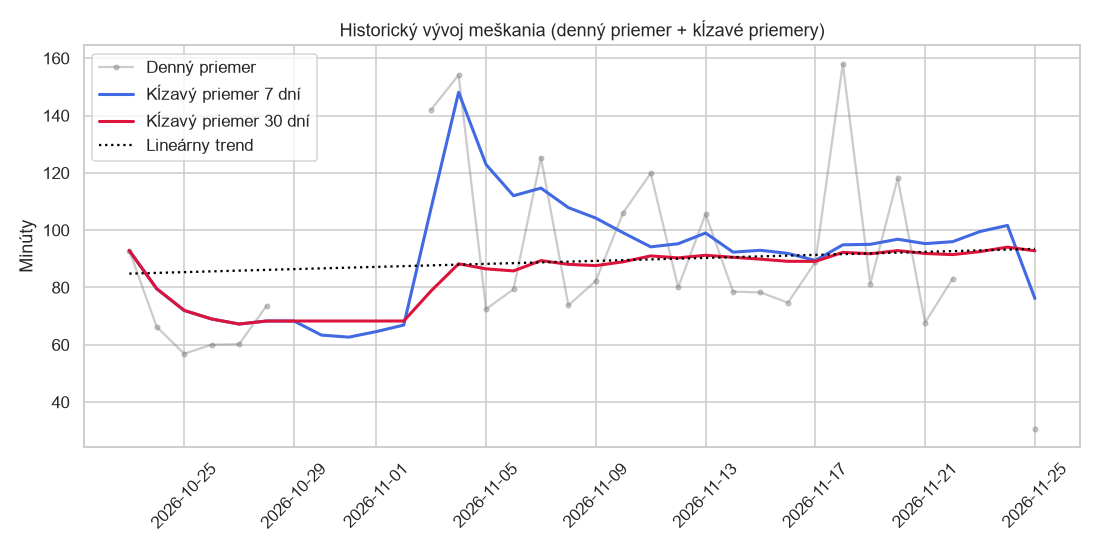 Historický vývoj meškania (denný priemer + kĺzavé priemery)
Denný priemer
Kĺzavý priemer 7 dní
Kĺzavý priemer 30 dní
Lineárny trend
Minúty
160
140
120
100
80
60
40
2026-10-25
2026-10-29
2026-11-01
2026-11-05
2026-11-09
2026-11-13
2026-11-17
2026-11-21
2026-11-25